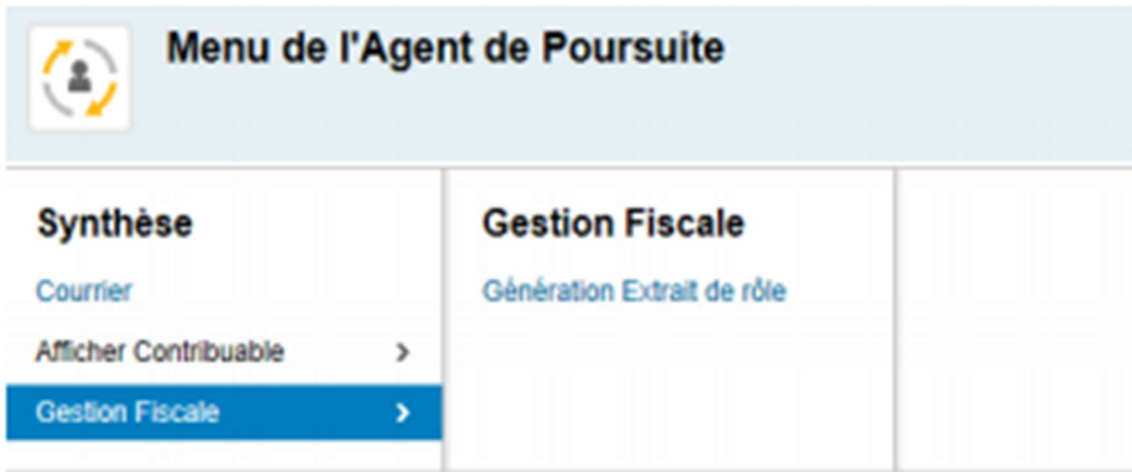 Menu de l'Agent de Poursuite
Synthèse
Courrier
Afficher Contribuable
Gestion Fiscale
Gestion Fiscale
Génération Extrait de rôle